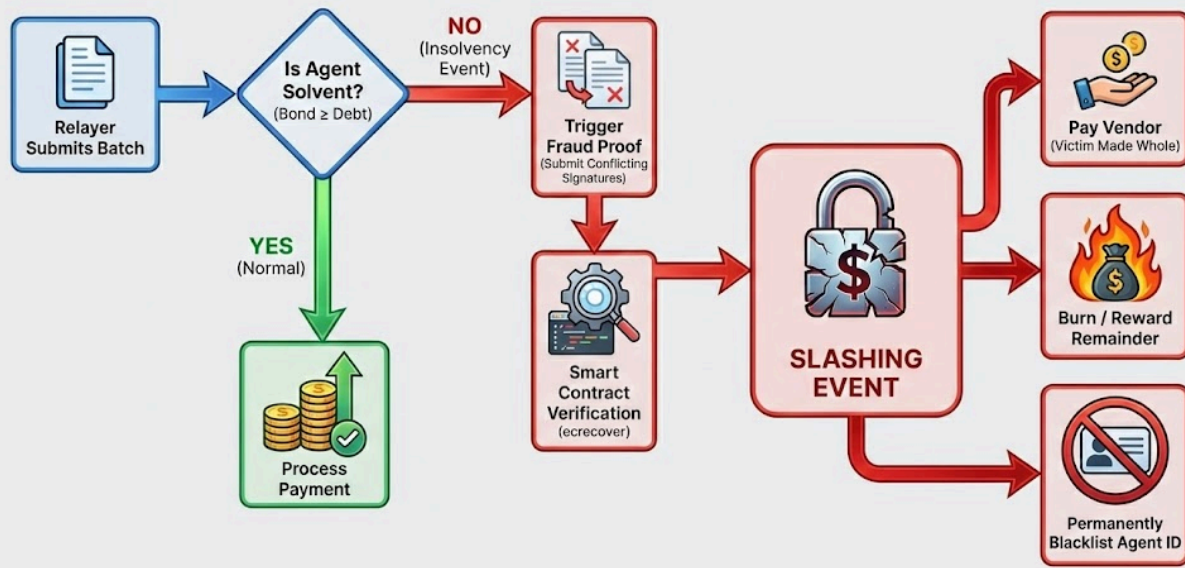 Relayer
Submits Batch
Is Agent
Solvent?
(Bond ≥ Debt)
NO
(Insolvency
Event)
YES
(Normal)
Process
Payment
Trigger
Fraud Proof
(Submit Conflicting
Signatures)
Smart
Contract
Verification
(ecrecover)
$
SLASHING
EVENT
Pay Vendor
(Victim Made Whole)
Burn / Reward
Remainder
Permanently
Blacklist Agent ID